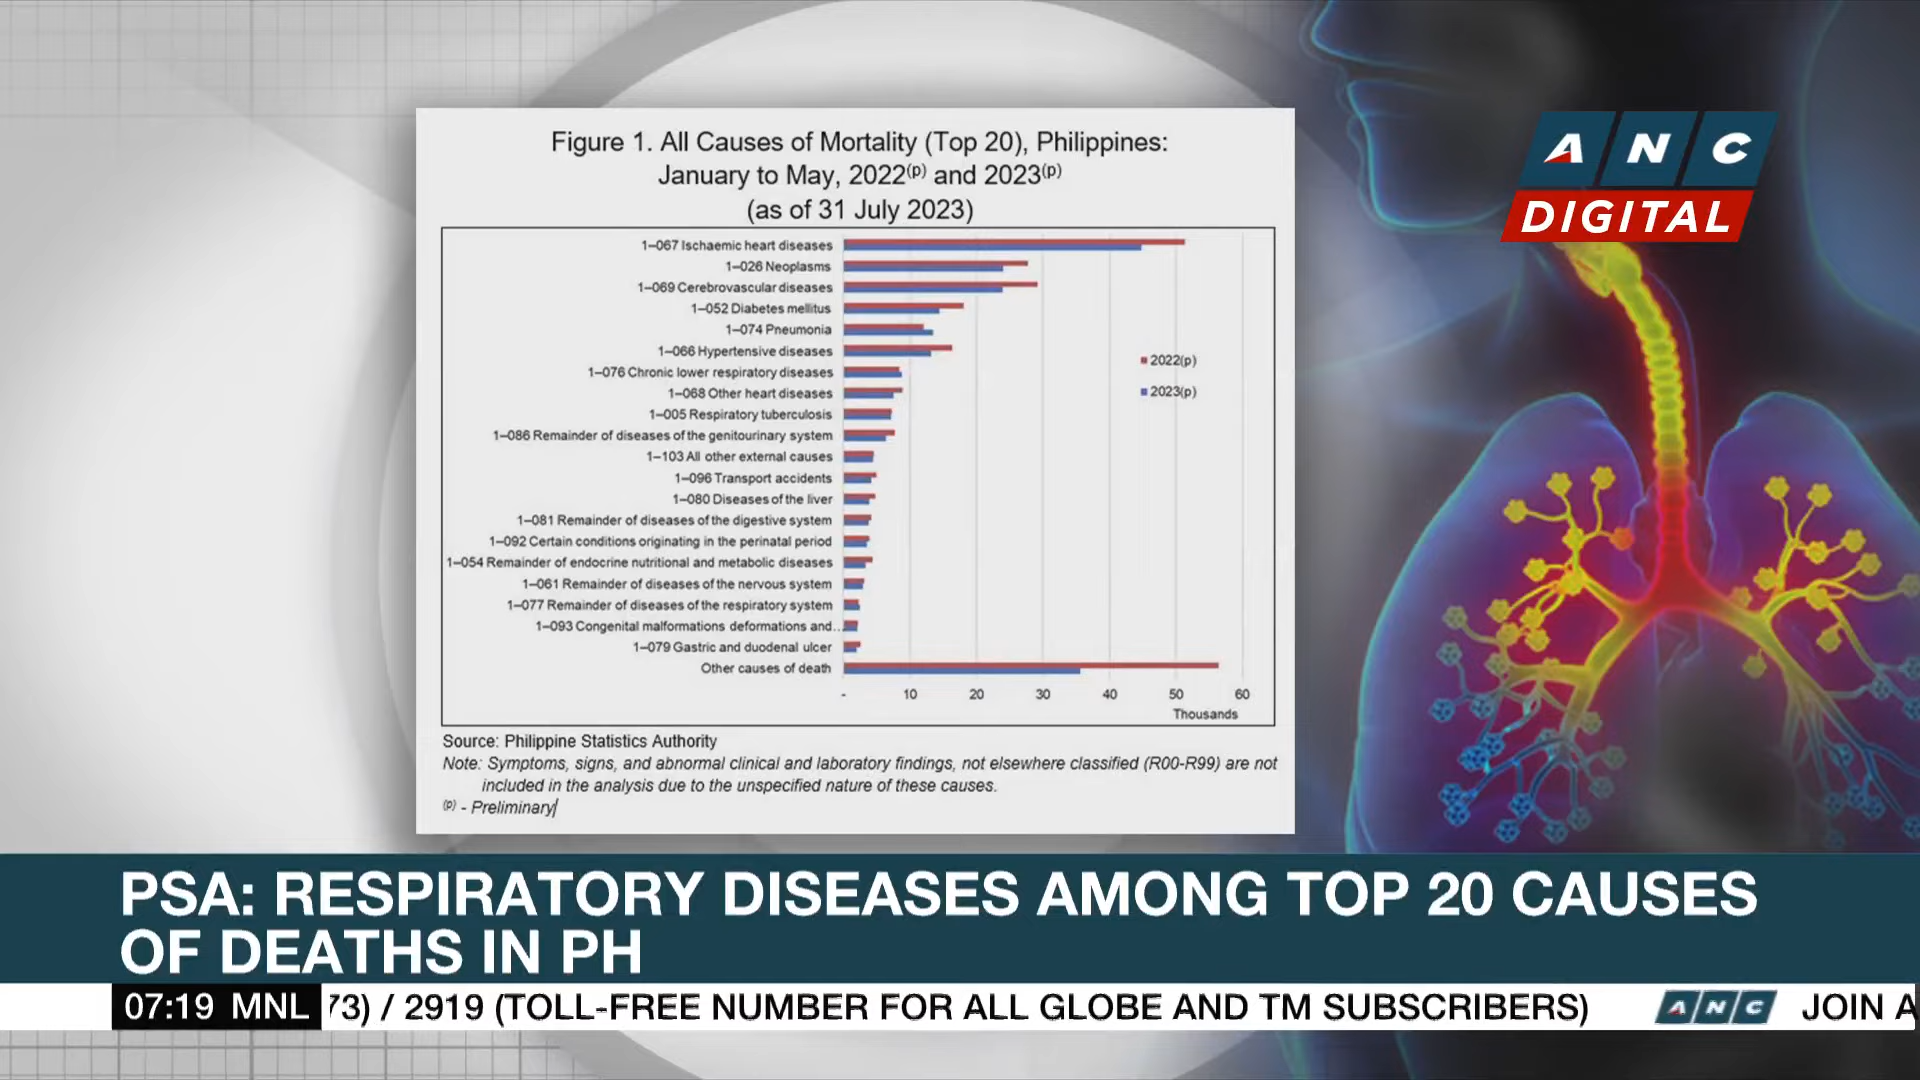 Figure 1. All Causes of Mortality (Top 20), Philippines:
January to May, 2022(p) and 2023(p)
(as of 31 July 2023)
1–067 Ischaemic heart diseases
1–026 Neoplasms
1–069 Cerebrovascular diseases
1–052 Diabetes mellitus
1–074 Pneumonia
1–066 Hypertensive diseases
1–076 Chronic lower respiratory diseases
1–068 Other heart diseases
1–005 Respiratory tuberculosis
1–086 Remainder of diseases of the genitourinary system
1–103 All other external causes
1–096 Transport accidents
1–080 Diseases of the liver
1–081 Remainder of diseases of the digestive system
1–092 Certain conditions originating in the perinatal period
1–054 Remainder of endocrine nutritional and metabolic diseases
1–061 Remainder of diseases of the nervous system
1–077 Remainder of diseases of the respiratory system
1–093 Congenital malformations deformations and...
1–079 Gastric and duodenal ulcer
Other causes of death
2022(p)
2023(p)
- 10 20 30 40 50 60
Thousands
Source: Philippine Statistics Authority
Note: Symptoms, signs, and abnormal clinical and laboratory findings, not elsewhere classified (R00-R99) are not
included in the analysis due to the unspecified nature of these causes.
(p) - Preliminary
ANC
DIGITAL
PSA: RESPIRATORY DISEASES AMONG TOP 20 CAUSES
OF DEATHS IN PH
07:19 MNL 73) / 2919 (TOLL-FREE NUMBER FOR ALL GLOBE AND TM SUBSCRIBERS) ANC JOIN A